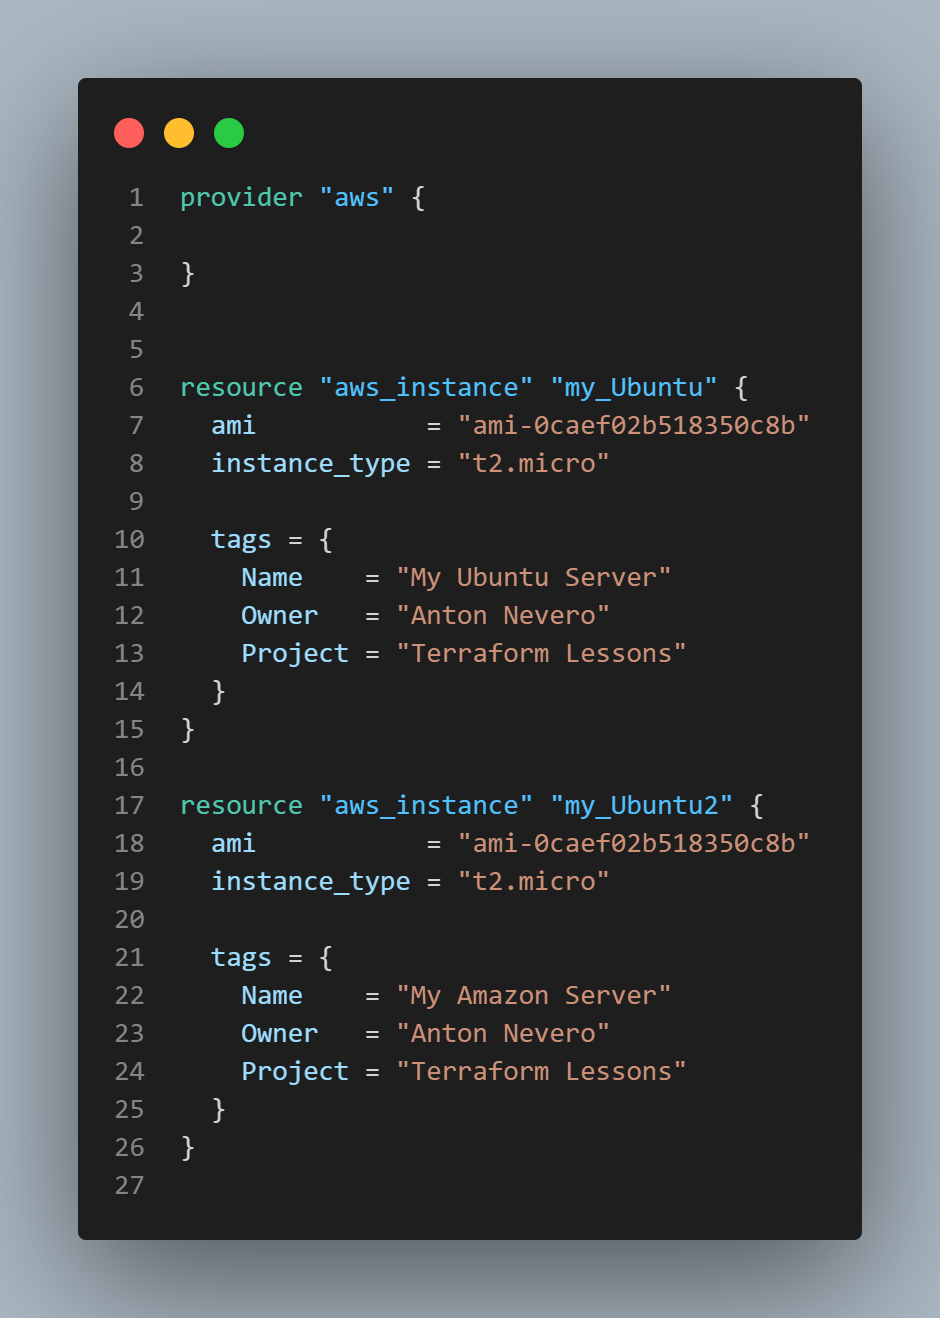 1 provider "aws" {
2
3 }
4
5
6 resource "aws_instance" "my_Ubuntu" {
7   ami           = "ami-0caef02b518350c8b"
8   instance_type = "t2.micro"
9
10   tags = {
11     Name    = "My Ubuntu Server"
12     Owner   = "Anton Nevero"
13     Project = "Terraform Lessons"
14   }
15 }
16
17 resource "aws_instance" "my_Ubuntu2" {
18   ami           = "ami-0caef02b518350c8b"
19   instance_type = "t2.micro"
20
21   tags = {
22     Name    = "My Amazon Server"
23     Owner   = "Anton Nevero"
24     Project = "Terraform Lessons"
25   }
26 }
27